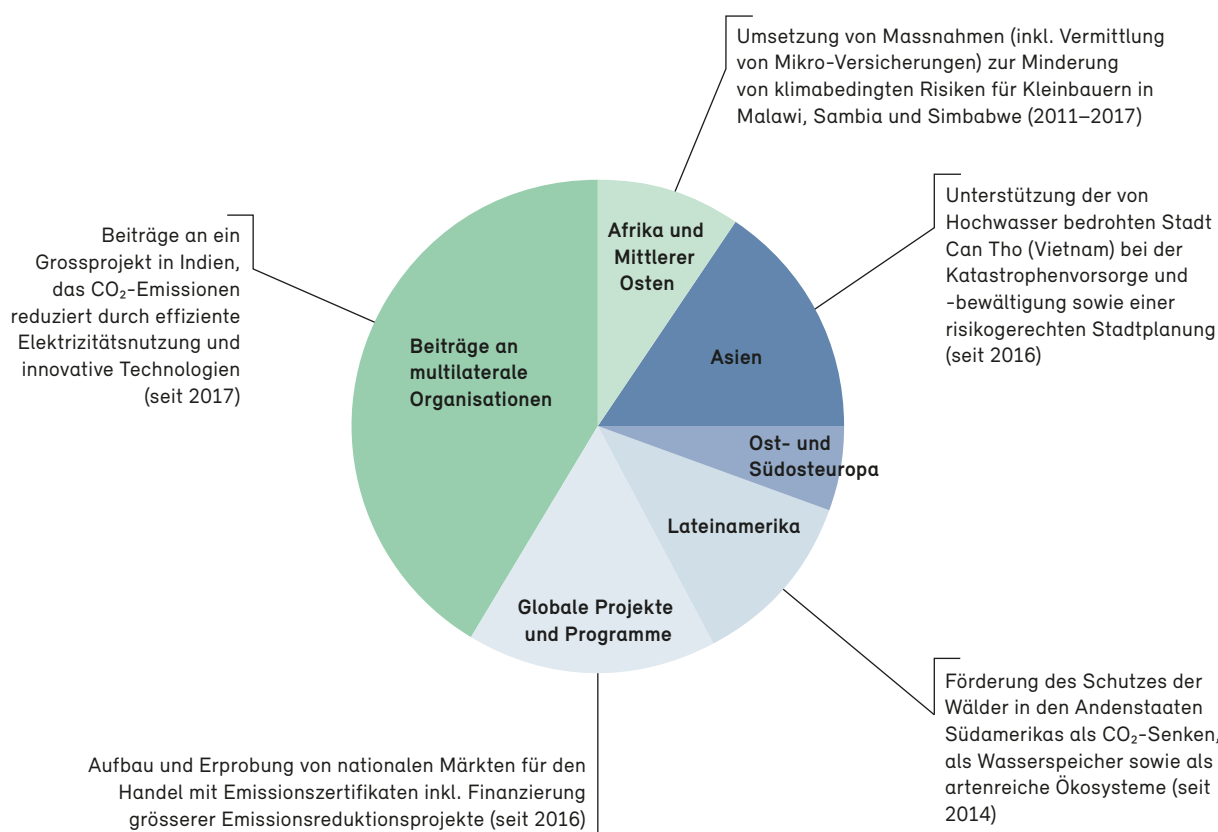 Umsetzung von Massnahmen (inkl. Vermittlung
von Mikro-Versicherungen) zur Minderung
von klimabedingten Risiken für Kleinbauern in
Malawi, Sambia und Simbabwe (2011–2017)
Unterstützung der von
Hochwasser bedrohten Stadt
Can Tho (Vietnam) bei der
Katastrophenvorsorge und
-bewältigung sowie einer
risikogerechten Stadtplanung
(seit 2016)
Beiträge an ein
Grossprojekt in Indien,
das CO₂-Emissionen
reduziert durch effiziente
Elektrizitätsnutzung und
innovative Technologien
(seit 2017)
Afrika und
Mittlerer
Osten
Asien
Beiträge an
multilaterale
Organisationen
Ost- und
Südosteuropa
Lateinamerika
Globale Projekte
und Programme
Förderung des Schutzes der
Wälder in den Andenstaaten
Südamerikas als CO₂-Senken,
als Wasserspeicher sowie als
artenreiche Ökosysteme (seit
2014)
Aufbau und Erprobung von nationalen Märkten für den
Handel mit Emissionszertifikaten inkl. Finanzierung
grösserer Emissionsreduktionsprojekte (seit 2016)